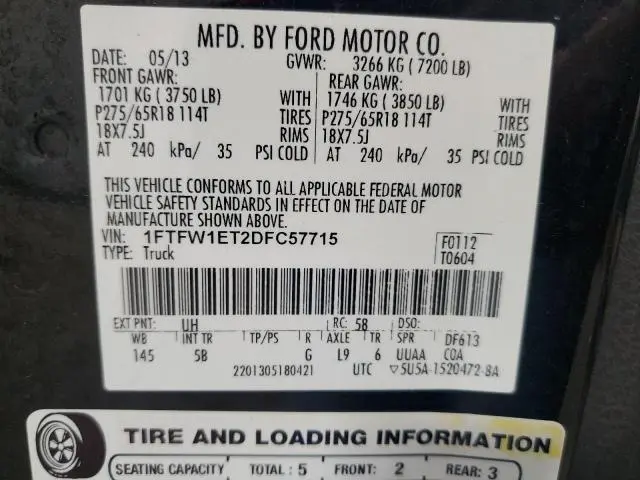 MFD. BY FORD MOTOR CO.
DATE: 05/13 GVWR: 3266 KG ( 7200 LB)
FRONT GAWR: REAR GAWR:
1701 KG ( 3750 LB) WITH 1746 KG ( 3850 LB) WITH
P275/65R18 114T TIRES P275/65R18 114T TIRES
18X7.5J RIMS 18X7.5J RIMS
AT 240 kPa/ 35 PSI COLD AT 240 kPa/ 35 PSI COLD
THIS VEHICLE CONFORMS TO ALL APPLICABLE FEDERAL MOTOR
VEHICLE SAFETY STANDARDS IN EFFECT ON THE DATE OF
MANUFACTURE SHOWN ABOVE.
VIN: 1FTFW1ET2DFC57715 F0112
TYPE: Truck T0604
EXT PNT: UH RC: 58 DSO:
WB INT TR TP/PS R AXLE TR SPR DF613
145 5B G L9 6 UUAA COA
2201305180421 UTC ▽5U5A-1520472-8A
TIRE AND LOADING INFORMATION
SEATING CAPACITY TOTAL : 5 FRONT: 2 REAR: 3